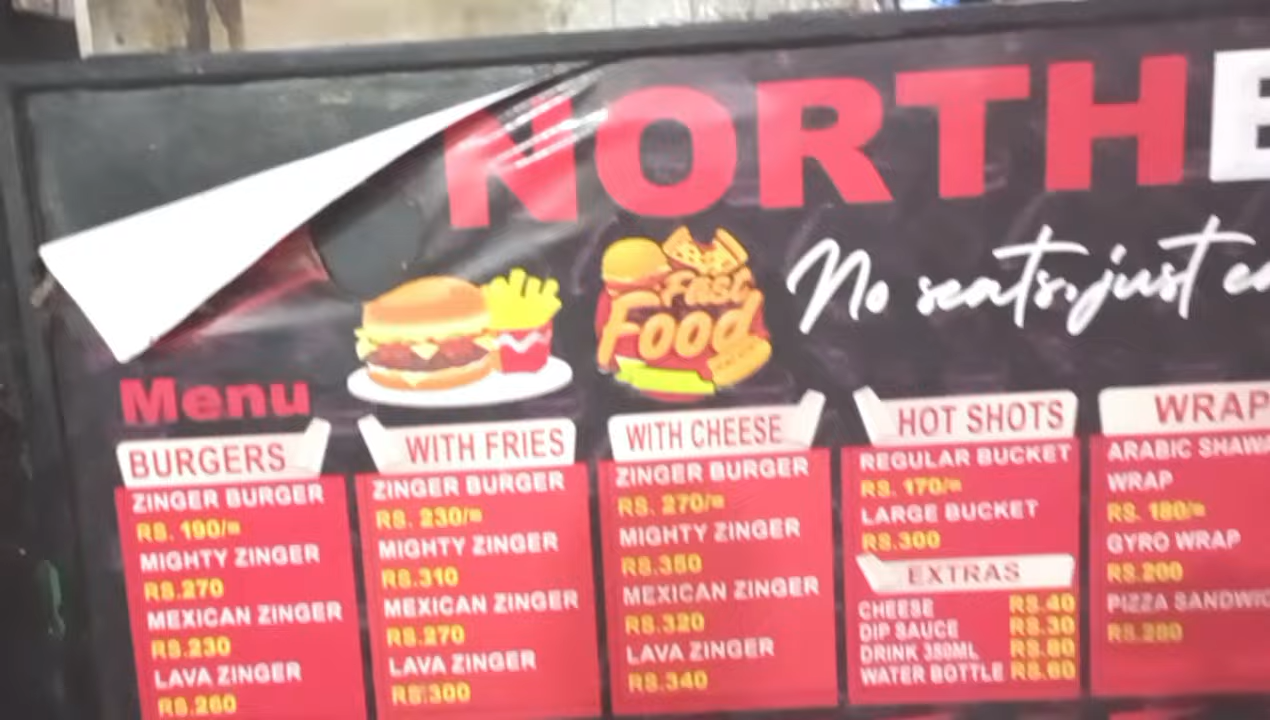 NORTH
Fast
Food
No seats, just
Menu
BURGERS
ZINGER BURGER
RS. 190/=
MIGHTY ZINGER
RS.270
MEXICAN ZINGER
RS.230
LAVA ZINGER
RS.260
WITH FRIES
ZINGER BURGER
RS. 230/=
MIGHTY ZINGER
RS.310
MEXICAN ZINGER
RS.270
LAVA ZINGER
RS:300
WITH CHEESE
ZINGER BURGER
RS. 270/=
MIGHTY ZINGER
RS.350
MEXICAN ZINGER
RS.320
LAVA ZINGER
RS.340
HOT SHOTS
REGULAR BUCKET
RS. 170/=
LARGE BUCKET
RS.300
EXTRAS
CHEESE RS.40
DIP SAUCE RS.30
DRINK 350ML RS.80
WATER BOTTLE RS.60
WRAP
ARABIC
WRAP
RS. 180/=
GYRO WRAP
RS.200
PIZZA
RS.280